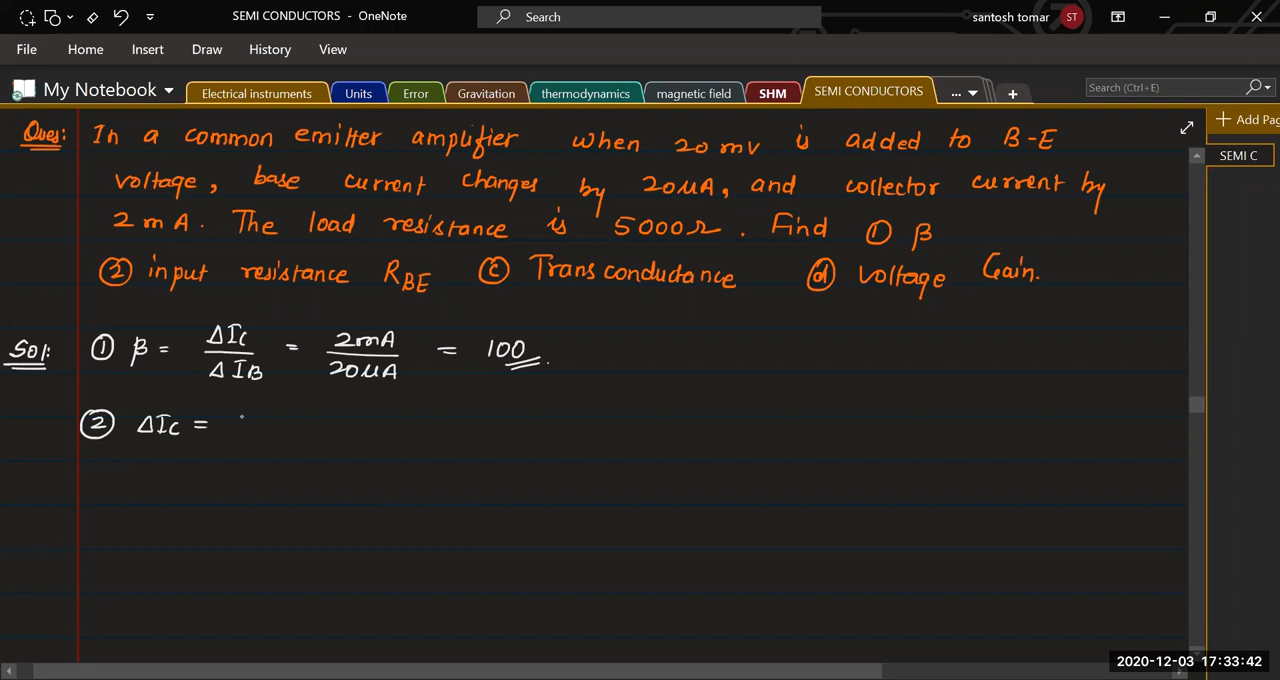 SEMI CONDUCTORS - OneNote
Search
santosh tomar
ST
File Home Insert Draw History View
My Notebook
Electrical instruments Units Error Gravitation thermodynamics magnetic field SHM SEMI CONDUCTORS ... +
Search (Ctrl+E)
+ Add Pag
SEMI C
Ques: In a common emitter amplifier when 20 mv is added to B-E
voltage, base current changes by 20μA, and collector current by
2 mA. The load resistance is 5000Ω. Find ① β
② input resistance RBE ⓒ Transconductance ⓓ voltage Gain.
Sol: ① β = ΔIC / ΔIB = 2mA / 20μA = 100
② ΔIC =
2020-12-03 17:33:42